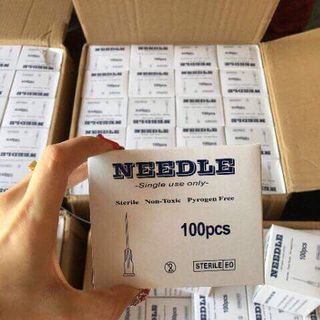 NEEDLE
-Single use only-
Sterile Non-Toxic Pyrogen Free
100pcs
STERILE EO